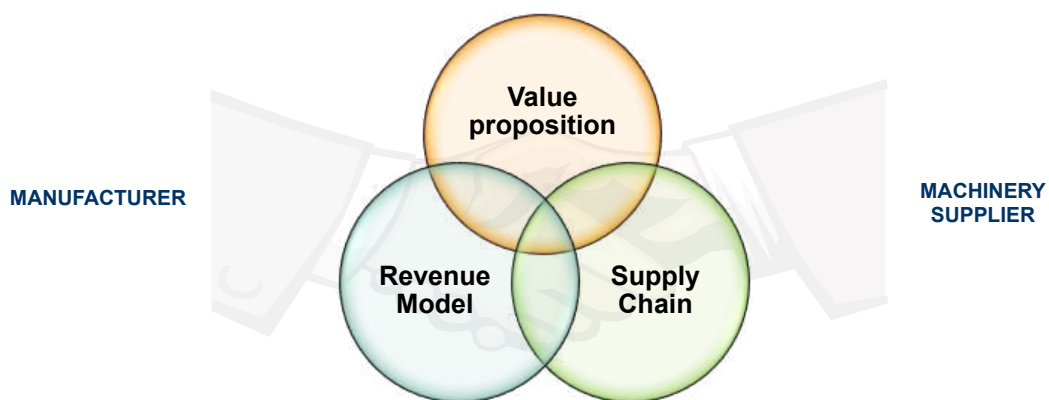 Value
proposition
MANUFACTURER
MACHINERY
SUPPLIER
Revenue
Model
Supply
Chain